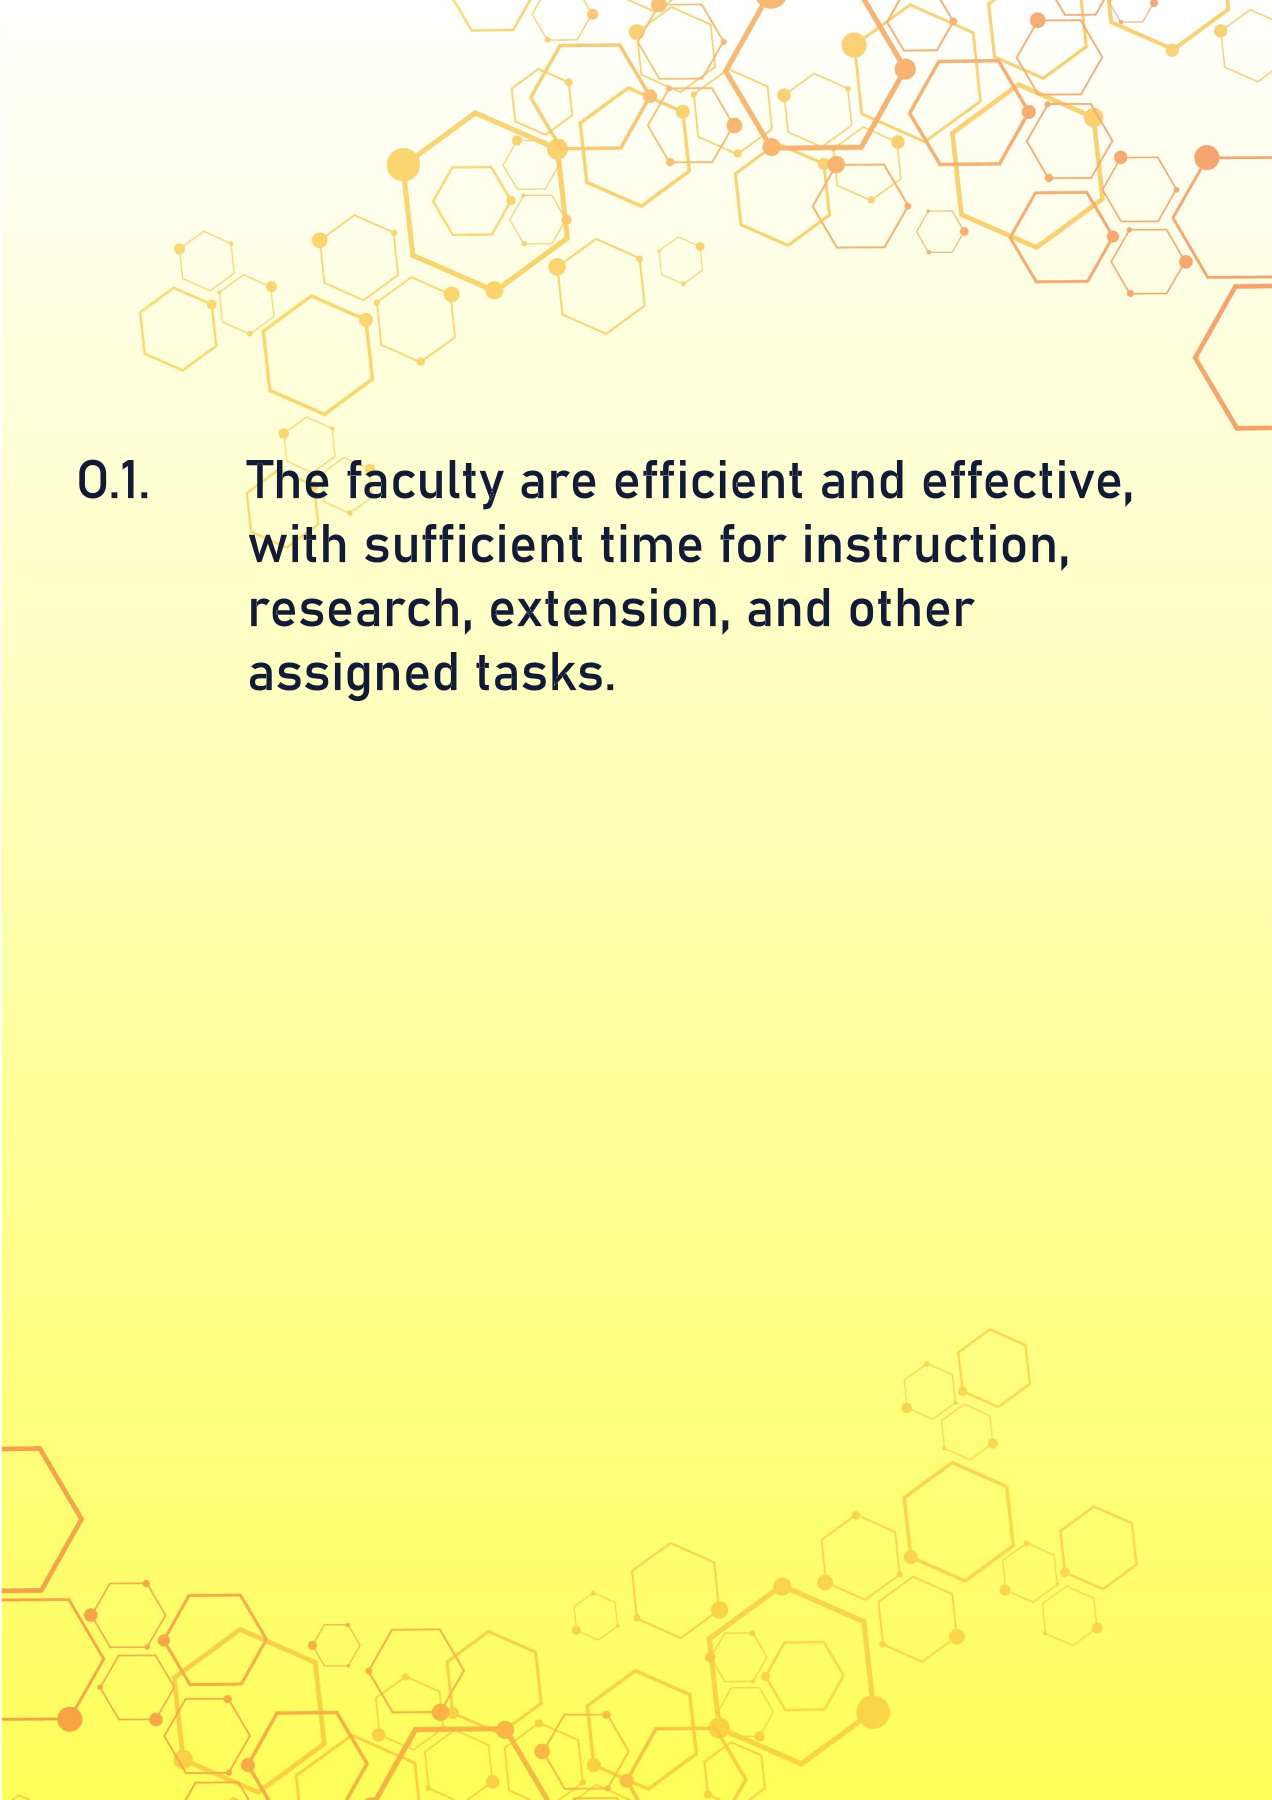 O.1. The faculty are efficient and effective,
with sufficient time for instruction,
research, extension, and other
assigned tasks.